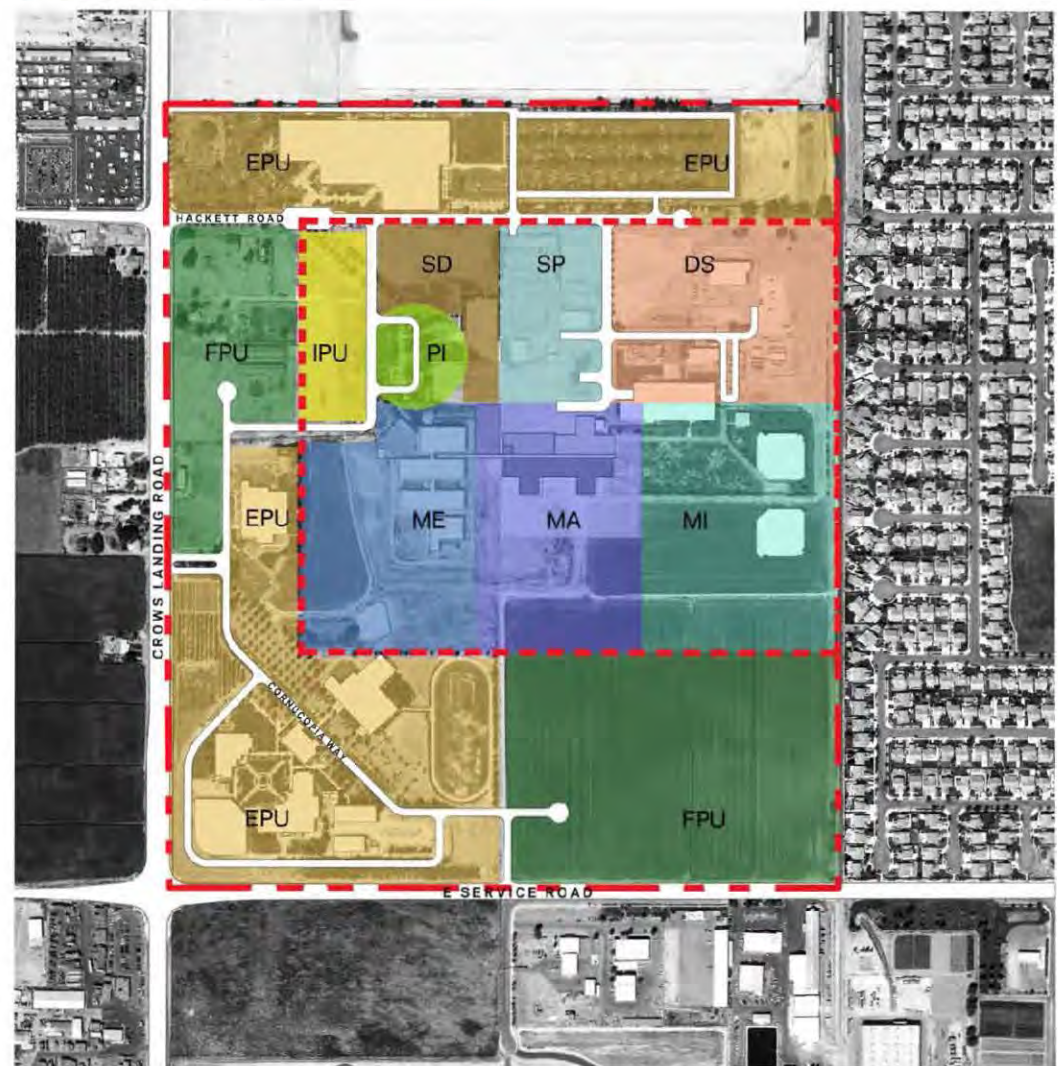 EPU
EPU
HACKETT ROAD
SD
SP
DS
FPU
IPU
PI
CROWS LANDING ROAD
EPU
ME
MA
MI
CORNUCOPIA WAY
EPU
FPU
E SERVICE ROAD